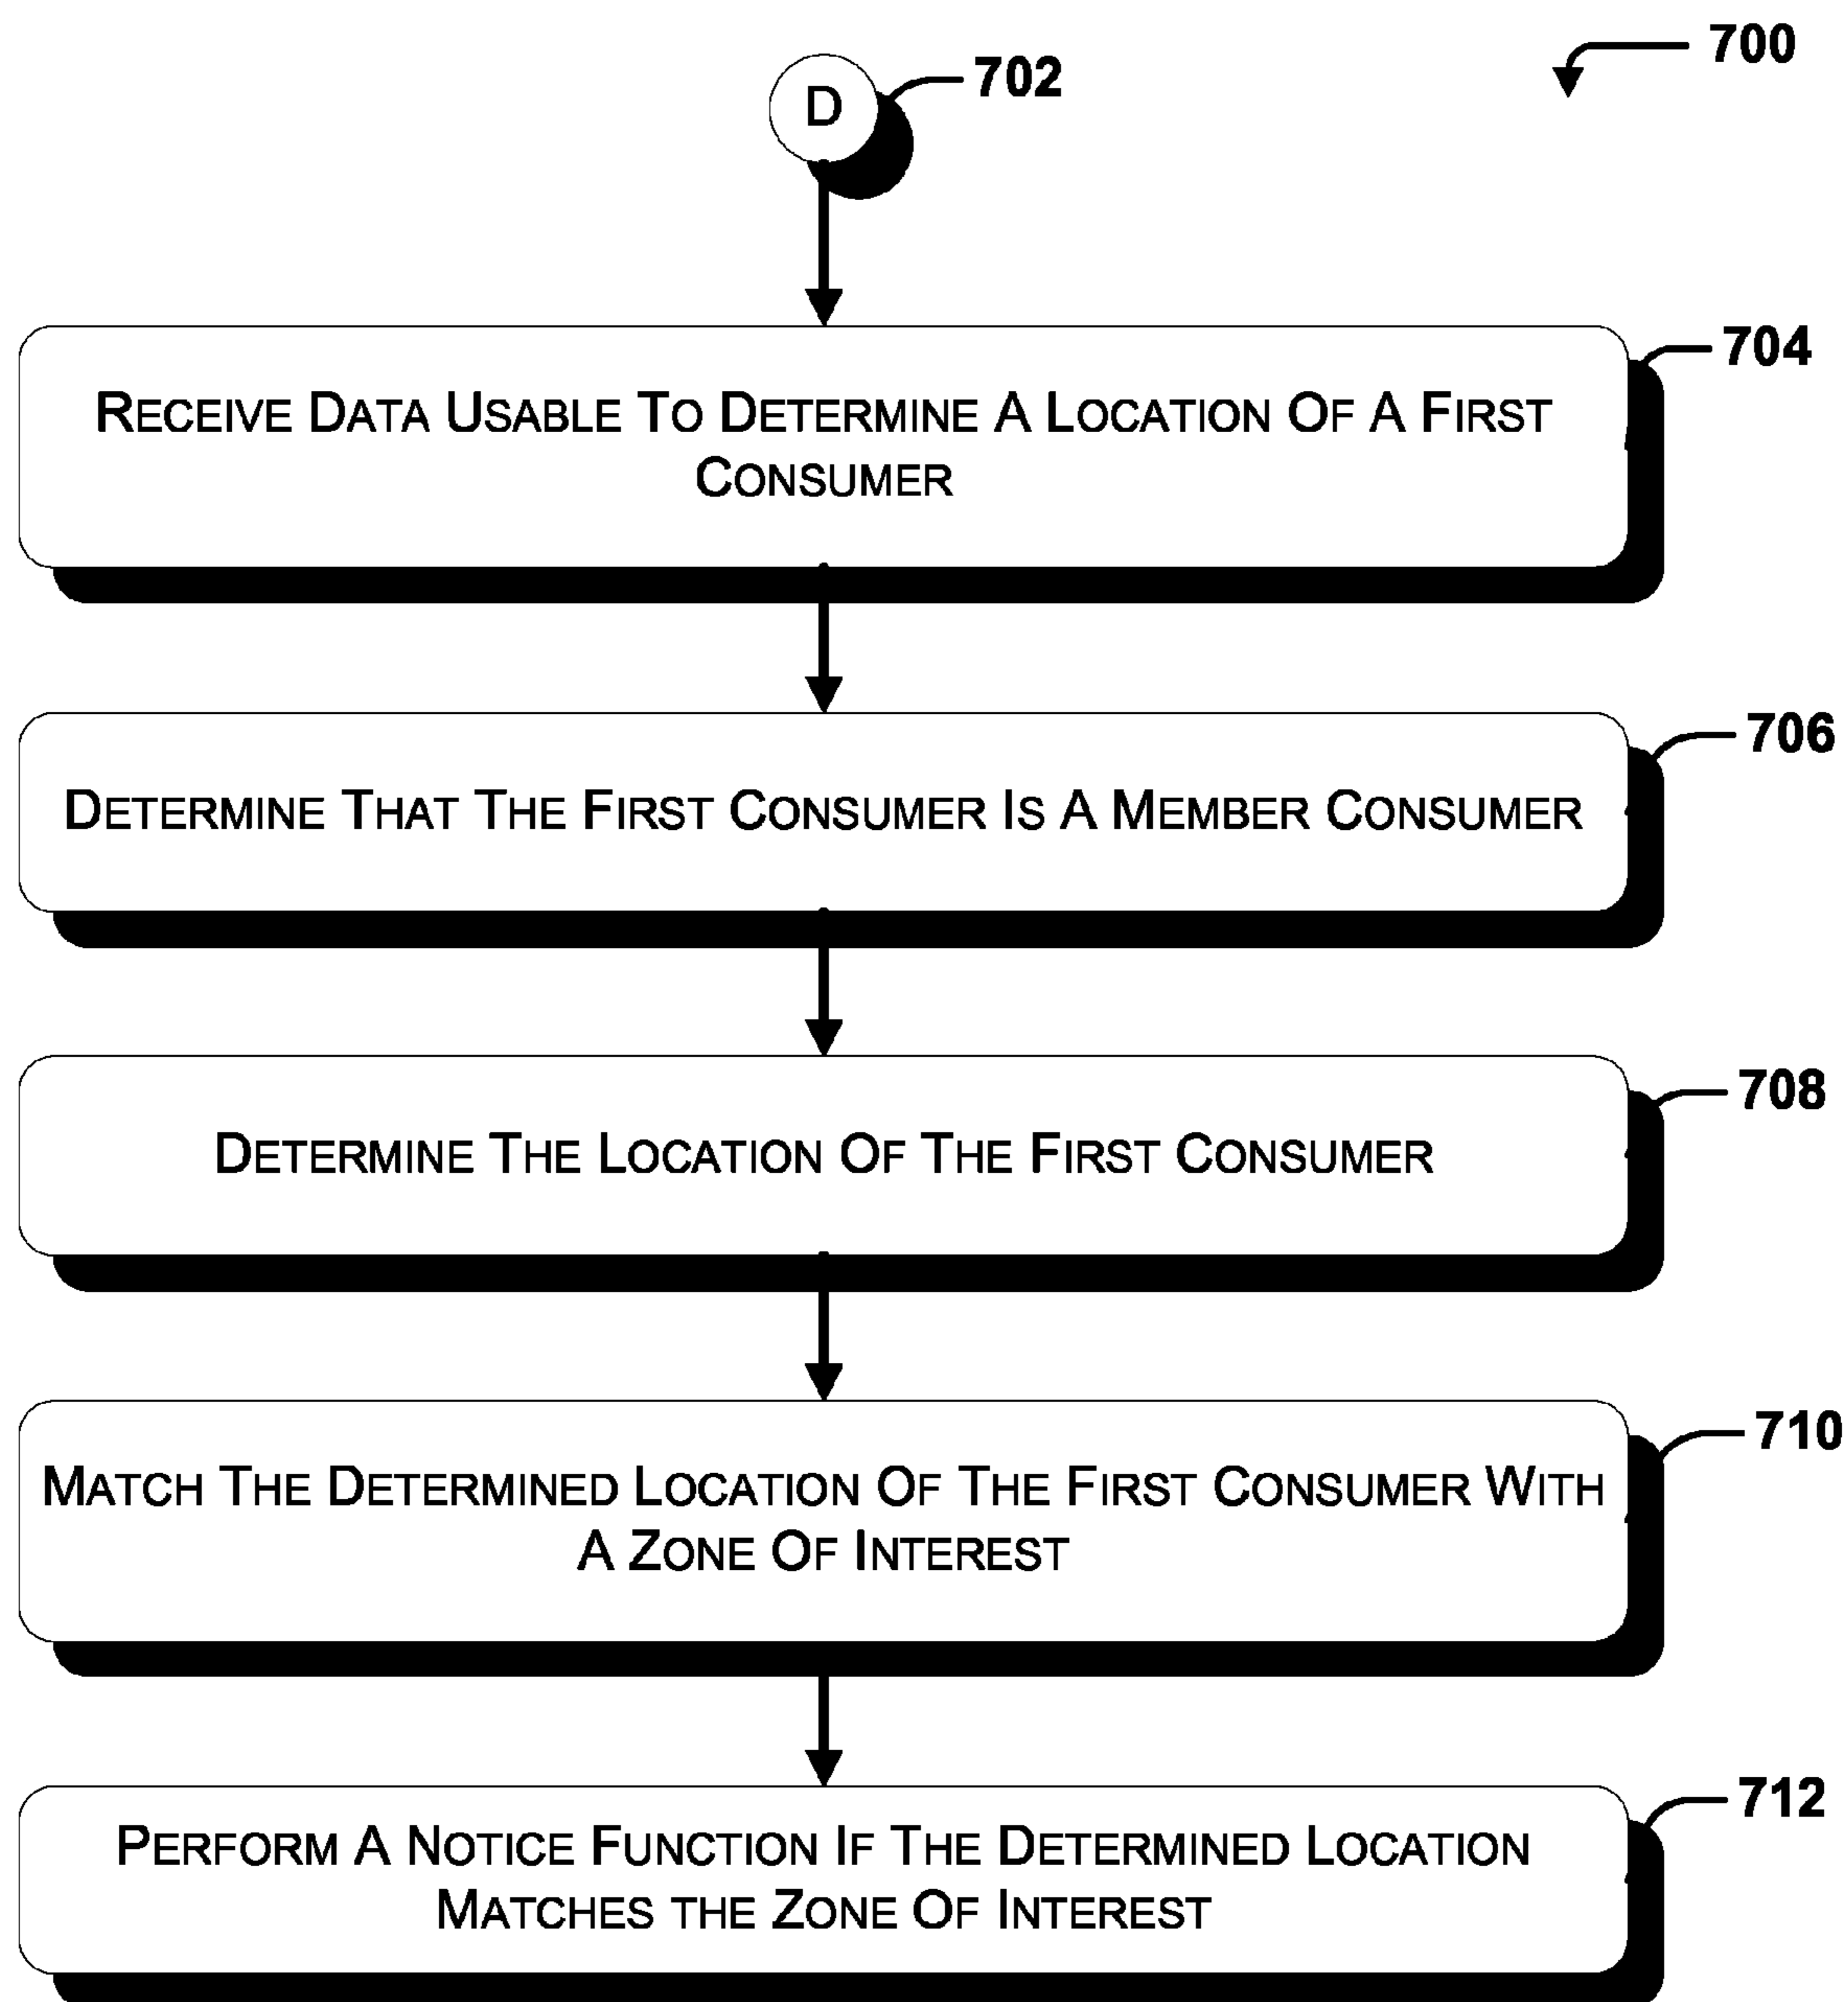 700
D
702
704
RECEIVE DATA USABLE TO DETERMINE A LOCATION OF A FIRST
CONSUMER
706
DETERMINE THAT THE FIRST CONSUMER IS A MEMBER CONSUMER
708
DETERMINE THE LOCATION OF THE FIRST CONSUMER
710
MATCH THE DETERMINED LOCATION OF THE FIRST CONSUMER WITH
A ZONE OF INTEREST
712
PERFORM A NOTICE FUNCTION IF THE DETERMINED LOCATION
MATCHES THE ZONE OF INTEREST